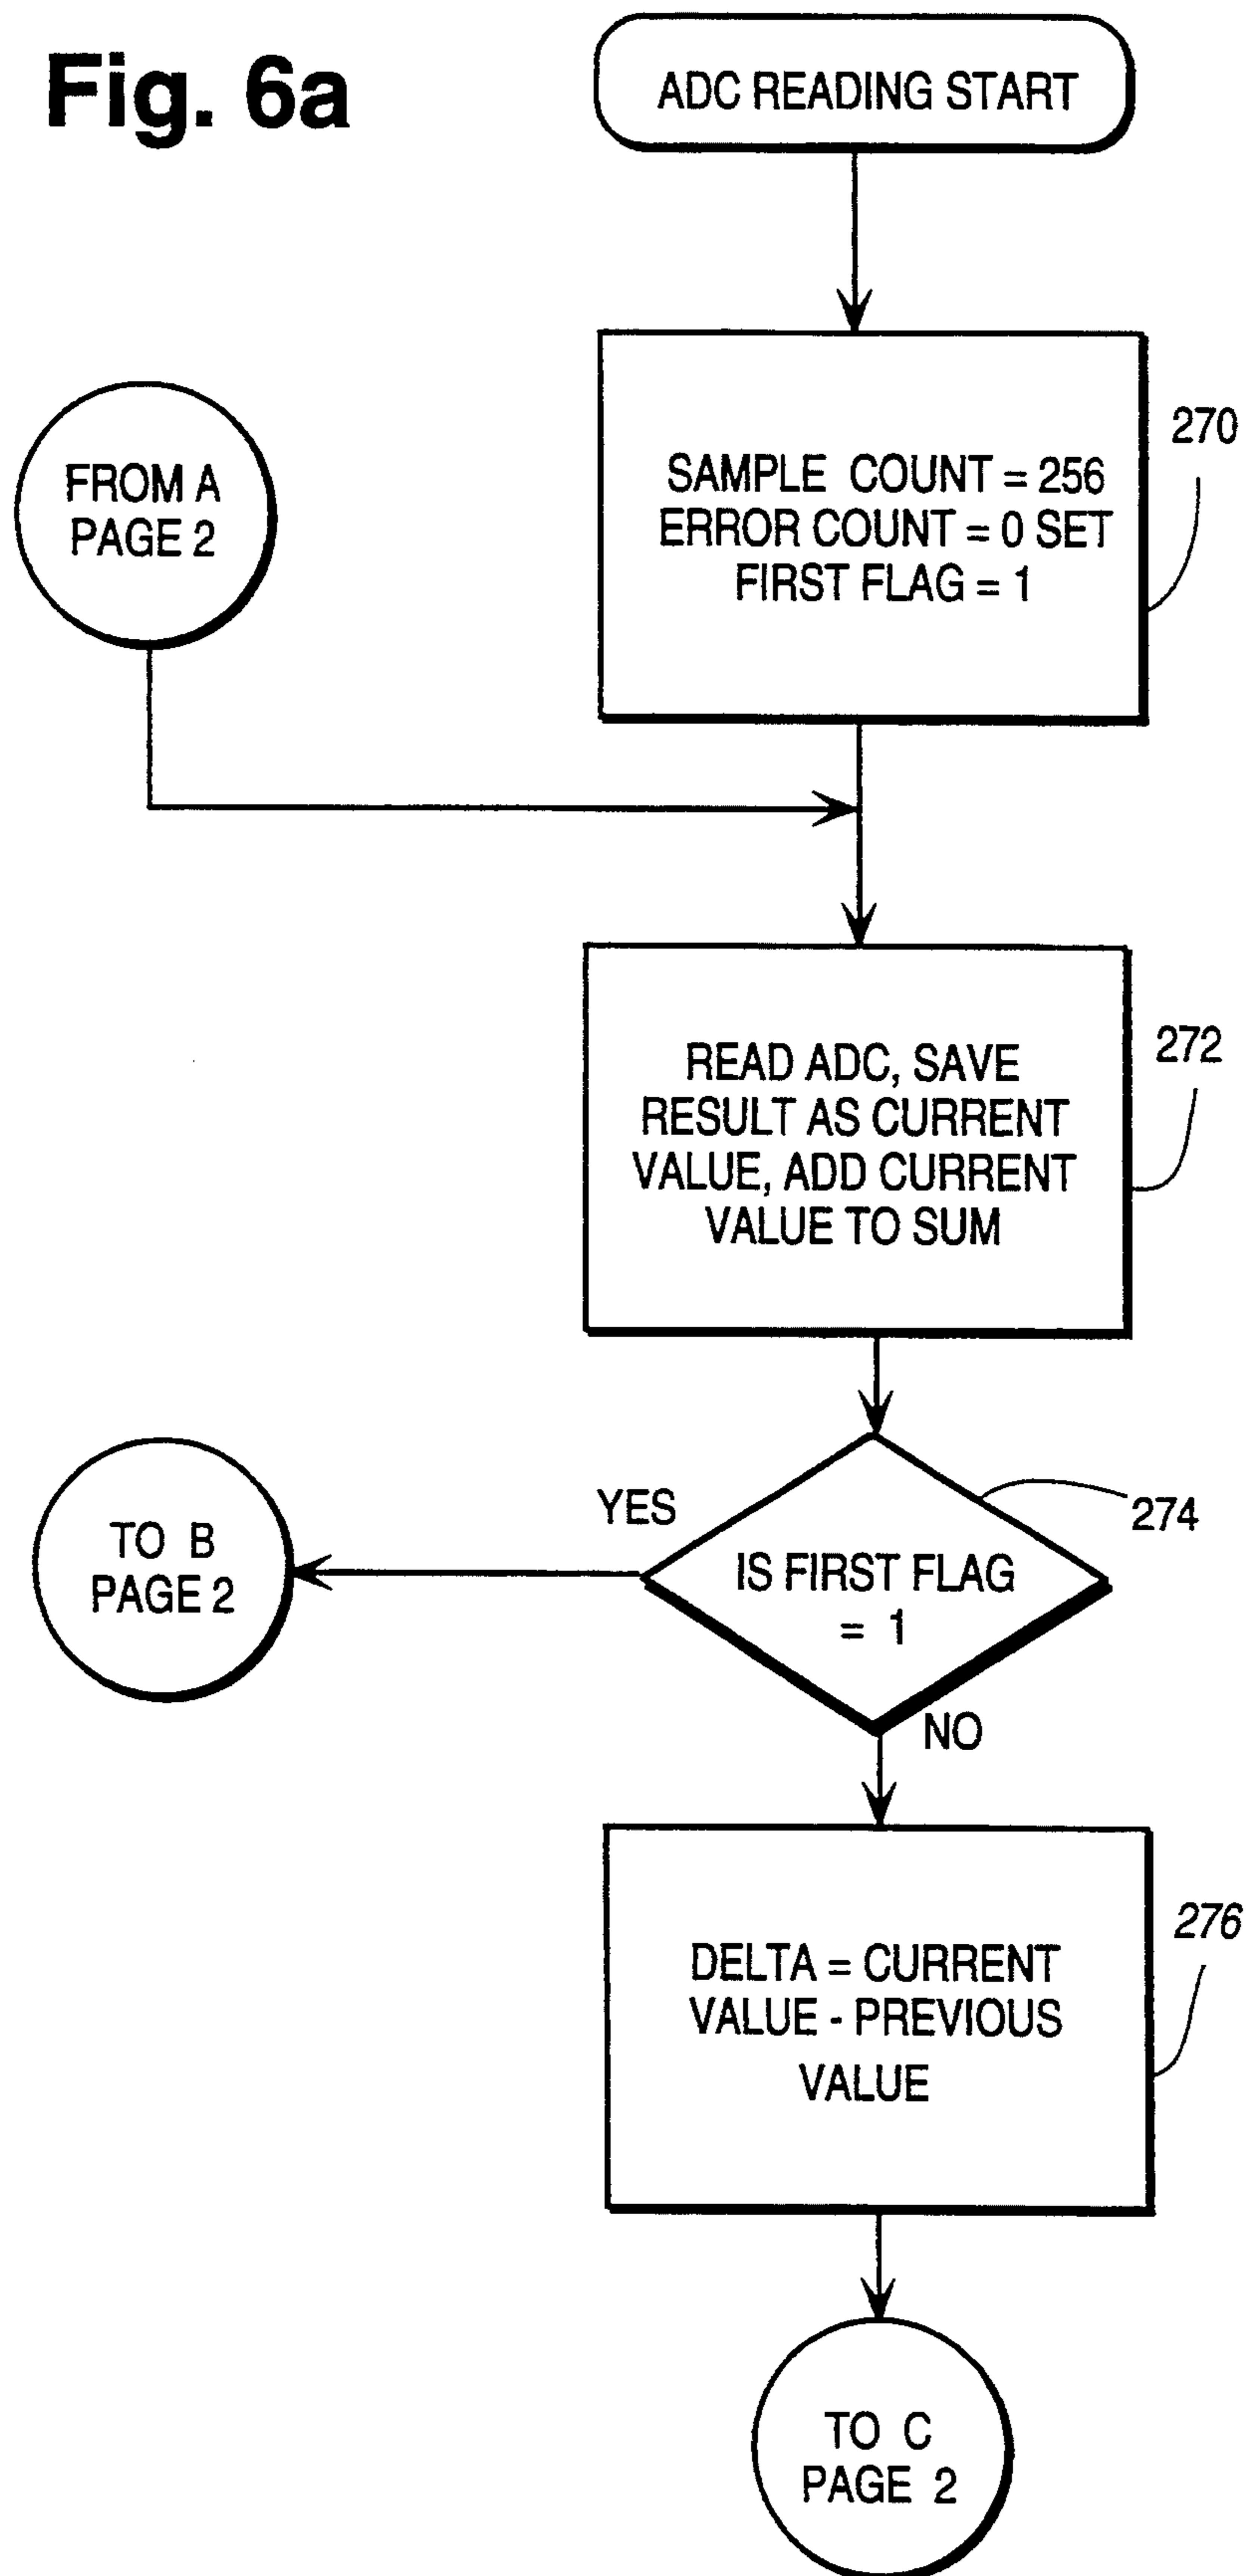 Fig. 6a
ADC READING START
FROM A
PAGE 2
270
SAMPLE COUNT = 256
ERROR COUNT = 0 SET
FIRST FLAG = 1
272
READ ADC, SAVE
RESULT AS CURRENT
VALUE, ADD CURRENT
VALUE TO SUM
YES
274
TO B
PAGE 2
IS FIRST FLAG
= 1
NO
276
DELTA = CURRENT
VALUE - PREVIOUS
VALUE
TO C
PAGE 2